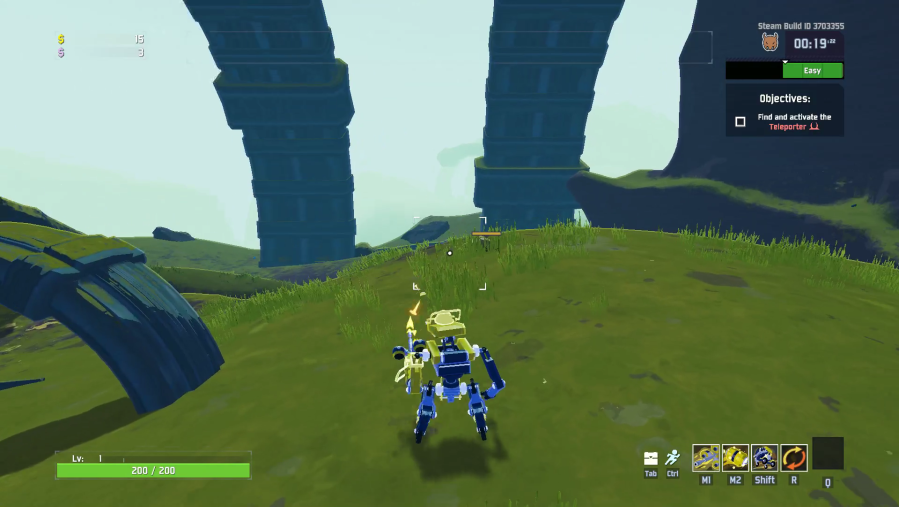 $ 15
$ 3
Steam Build ID 3703355
00:19:22
Easy
Objectives:
Find and activate the
Teleporter
Lv: 1
200 / 200
Tab
Ctrl
M1
M2
Shift
R
Q